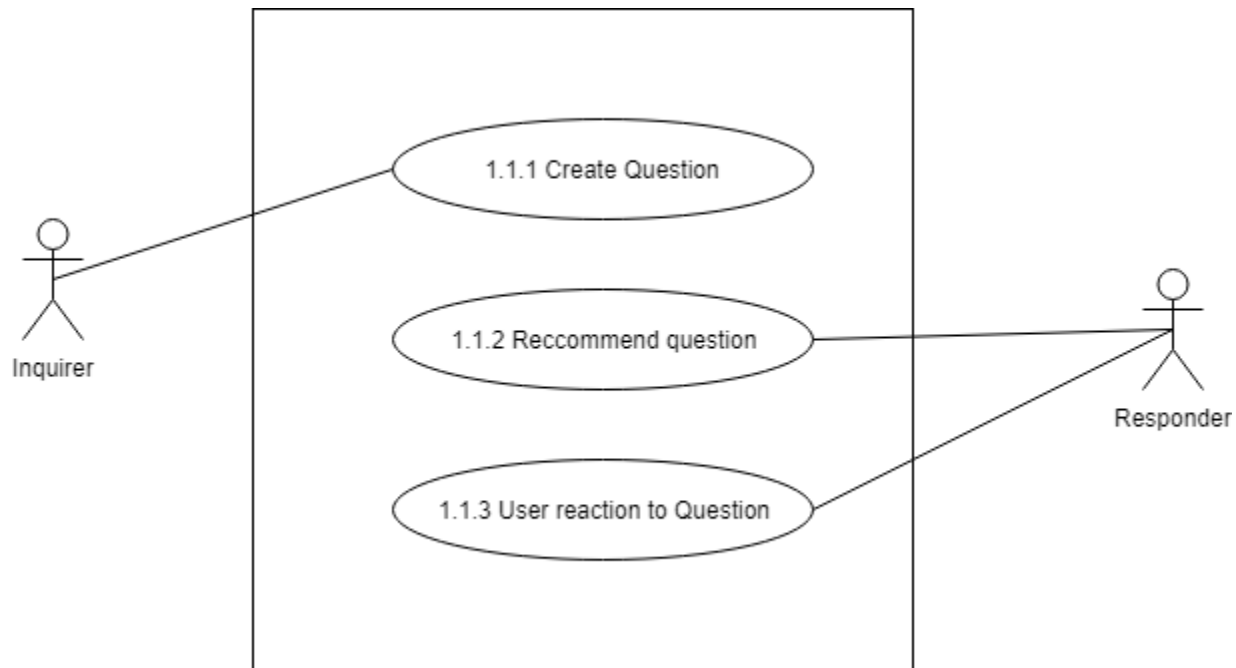 1.1.1 Create Question
Inquirer
1.1.2 Reccommend question
Responder
1.1.3 User reaction to Question